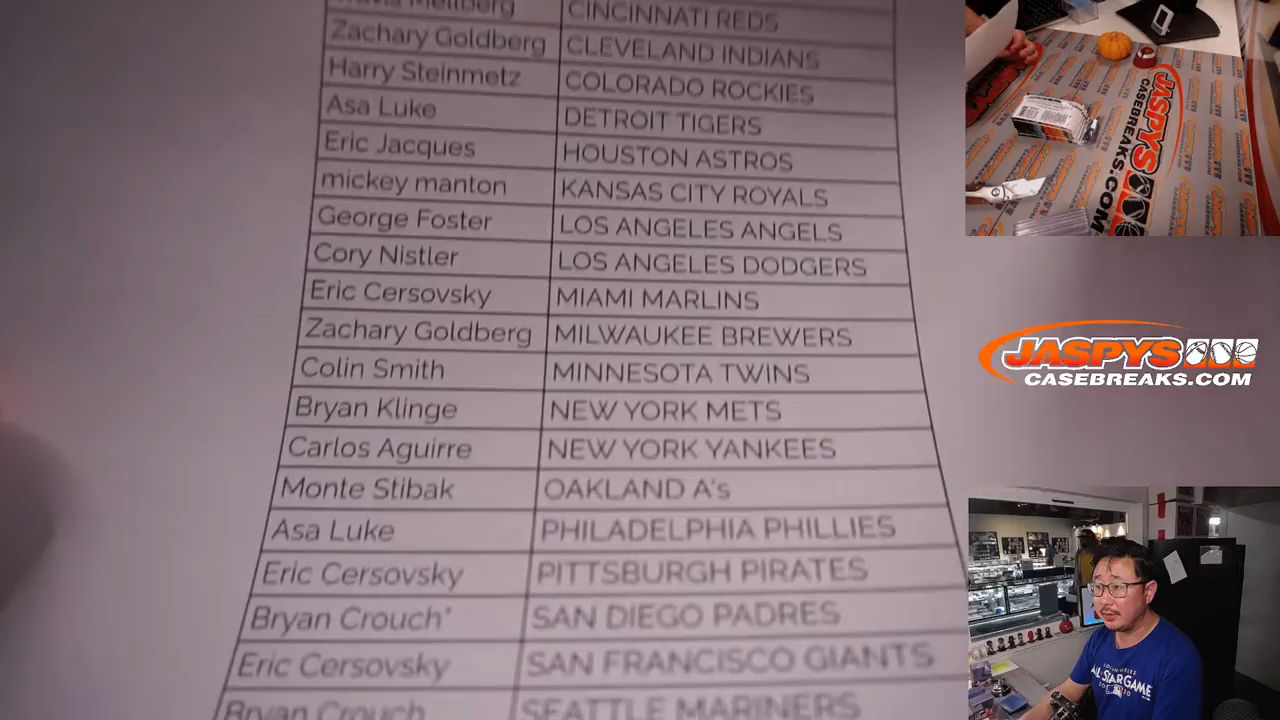 Mellberg CINCINNATI REDS
Zachary Goldberg CLEVELAND INDIANS
Harry Steinmetz COLORADO ROCKIES
Asa Luke DETROIT TIGERS
Eric Jacques HOUSTON ASTROS
mickey manton KANSAS CITY ROYALS
George Foster LOS ANGELES ANGELS
Cory Nistler LOS ANGELES DODGERS
Eric Cersovsky MIAMI MARLINS
Zachary Goldberg MILWAUKEE BREWERS
Colin Smith MINNESOTA TWINS
Bryan Klinge NEW YORK METS
Carlos Aguirre NEW YORK YANKEES
Monte Stibak OAKLAND A's
Asa Luke PHILADELPHIA PHILLIES
Eric Cersovsky PITTSBURGH PIRATES
Bryan Crouch* SAN DIEGO PADRES
Eric Cersovsky SAN FRANCISCO GIANTS
Bryan Crouch SEATTLE MARINERS
JASPYS
CASEBREAKS.COM
JASPYS
CASEBREAKS.COM
ALL STAR GAME